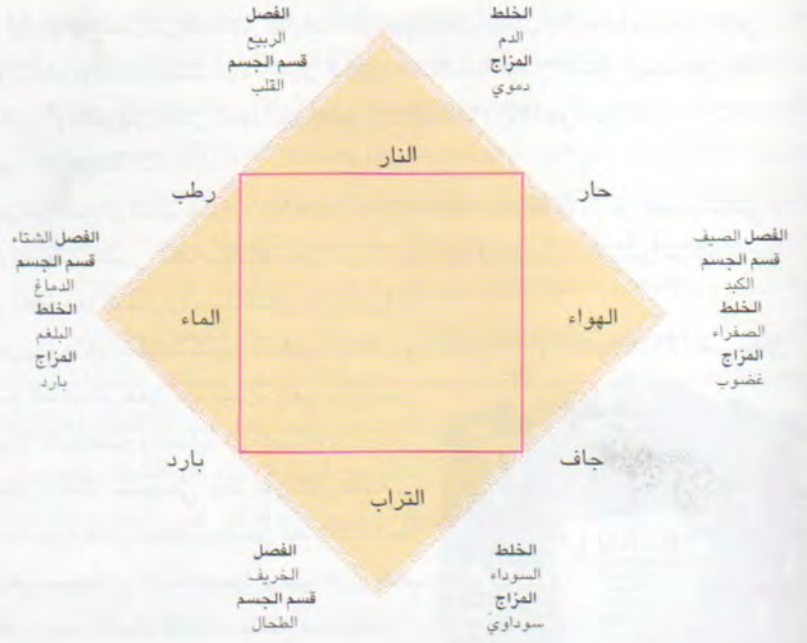 الخلط
الدم
المزاج
دموي
الفصل
الربيع
قسم الجسم
القلب
النار
حار
رطب
الفصل الصيف
قسم الجسم
الكبد
الخلط
الصفراء
المزاج
غضوب
الهواء
الماء
الفصل الشتاء
قسم الجسم
الدماغ
الخلط
البلغم
المزاج
بارد
جاف
بارد
التراب
الخلط
السوداء
المزاج
سوداويّ
الفصل
الخريف
قسم الجسم
الطحال